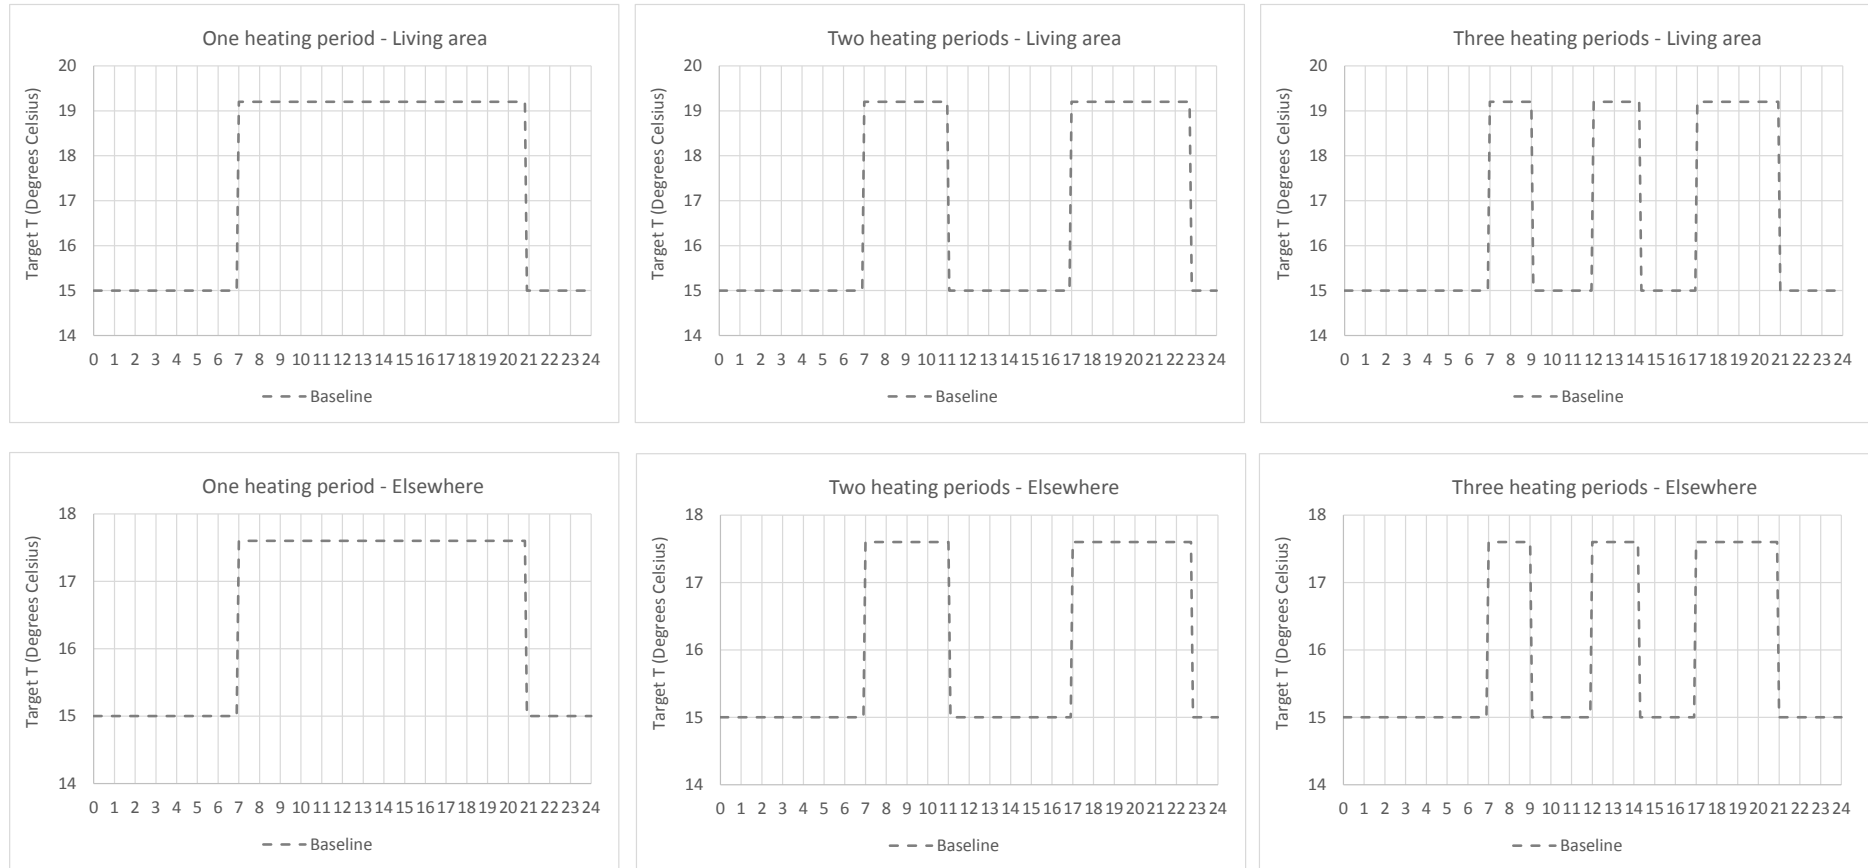 One heating period - Living area
Target T (Degrees Celsius)
20
19
18
17
16
15
14
0 1 2 3 4 5 6 7 8 9 10 11 12 13 14 15 16 17 18 19 20 21 22 23 24
Baseline
Two heating periods - Living area
Target T (Degrees Celsius)
20
19
18
17
16
15
14
0 1 2 3 4 5 6 7 8 9 10 11 12 13 14 15 16 17 18 19 20 21 22 23 24
Baseline
Three heating periods - Living area
Target T (Degrees Celsius)
20
19
18
17
16
15
14
0 1 2 3 4 5 6 7 8 9 10 11 12 13 14 15 16 17 18 19 20 21 22 23 24
Baseline
One heating period - Elsewhere
Target T (Degrees Celsius)
18
17
16
15
14
0 1 2 3 4 5 6 7 8 9 10 11 12 13 14 15 16 17 18 19 20 21 22 23 24
Baseline
Two heating periods - Elsewhere
Target T (Degrees Celsius)
18
17
16
15
14
0 1 2 3 4 5 6 7 8 9 10 11 12 13 14 15 16 17 18 19 20 21 22 23 24
Baseline
Three heating periods - Elsewhere
Target T (Degrees Celsius)
18
17
16
15
14
0 1 2 3 4 5 6 7 8 9 10 11 12 13 14 15 16 17 18 19 20 21 22 23 24
Baseline